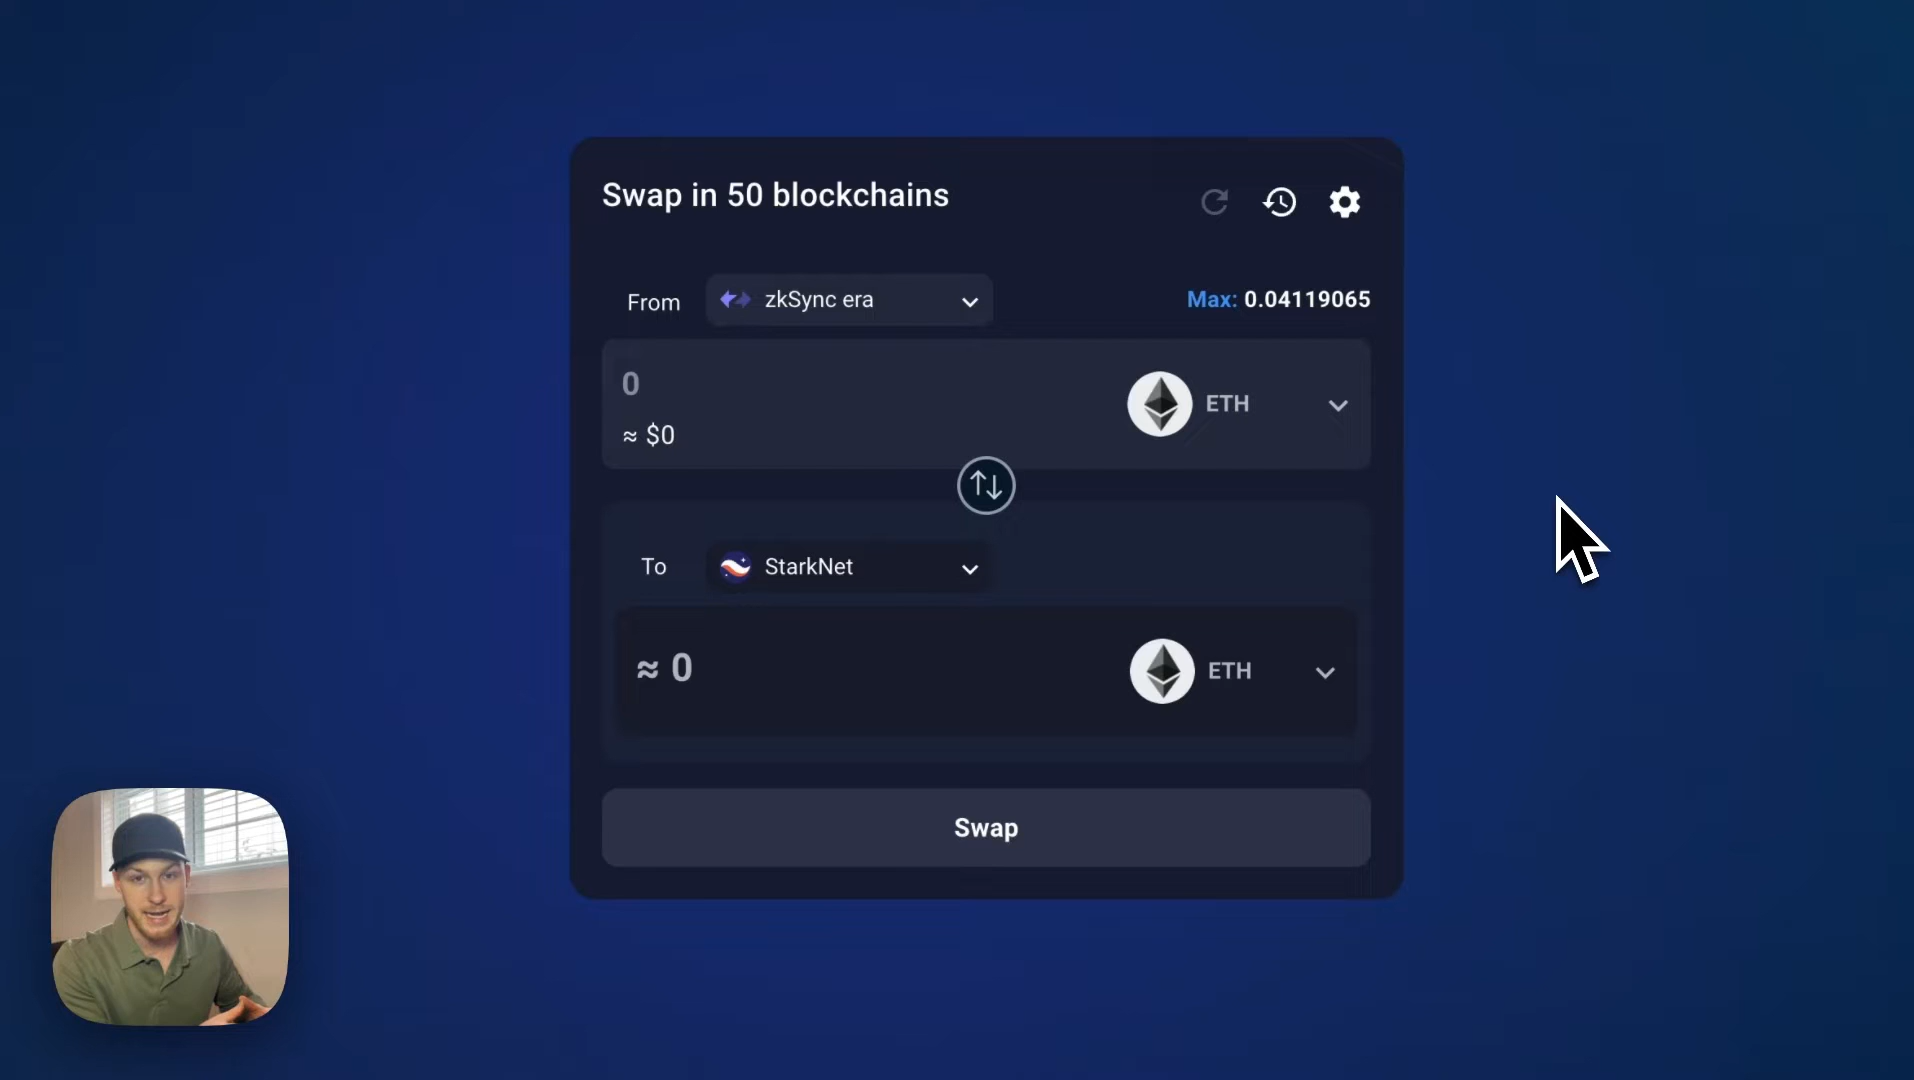 Swap in 50 blockchains
From zkSync era Max: 0.04119065
0
ETH
≈ $0
To StarkNet
≈ 0 ETH
Swap